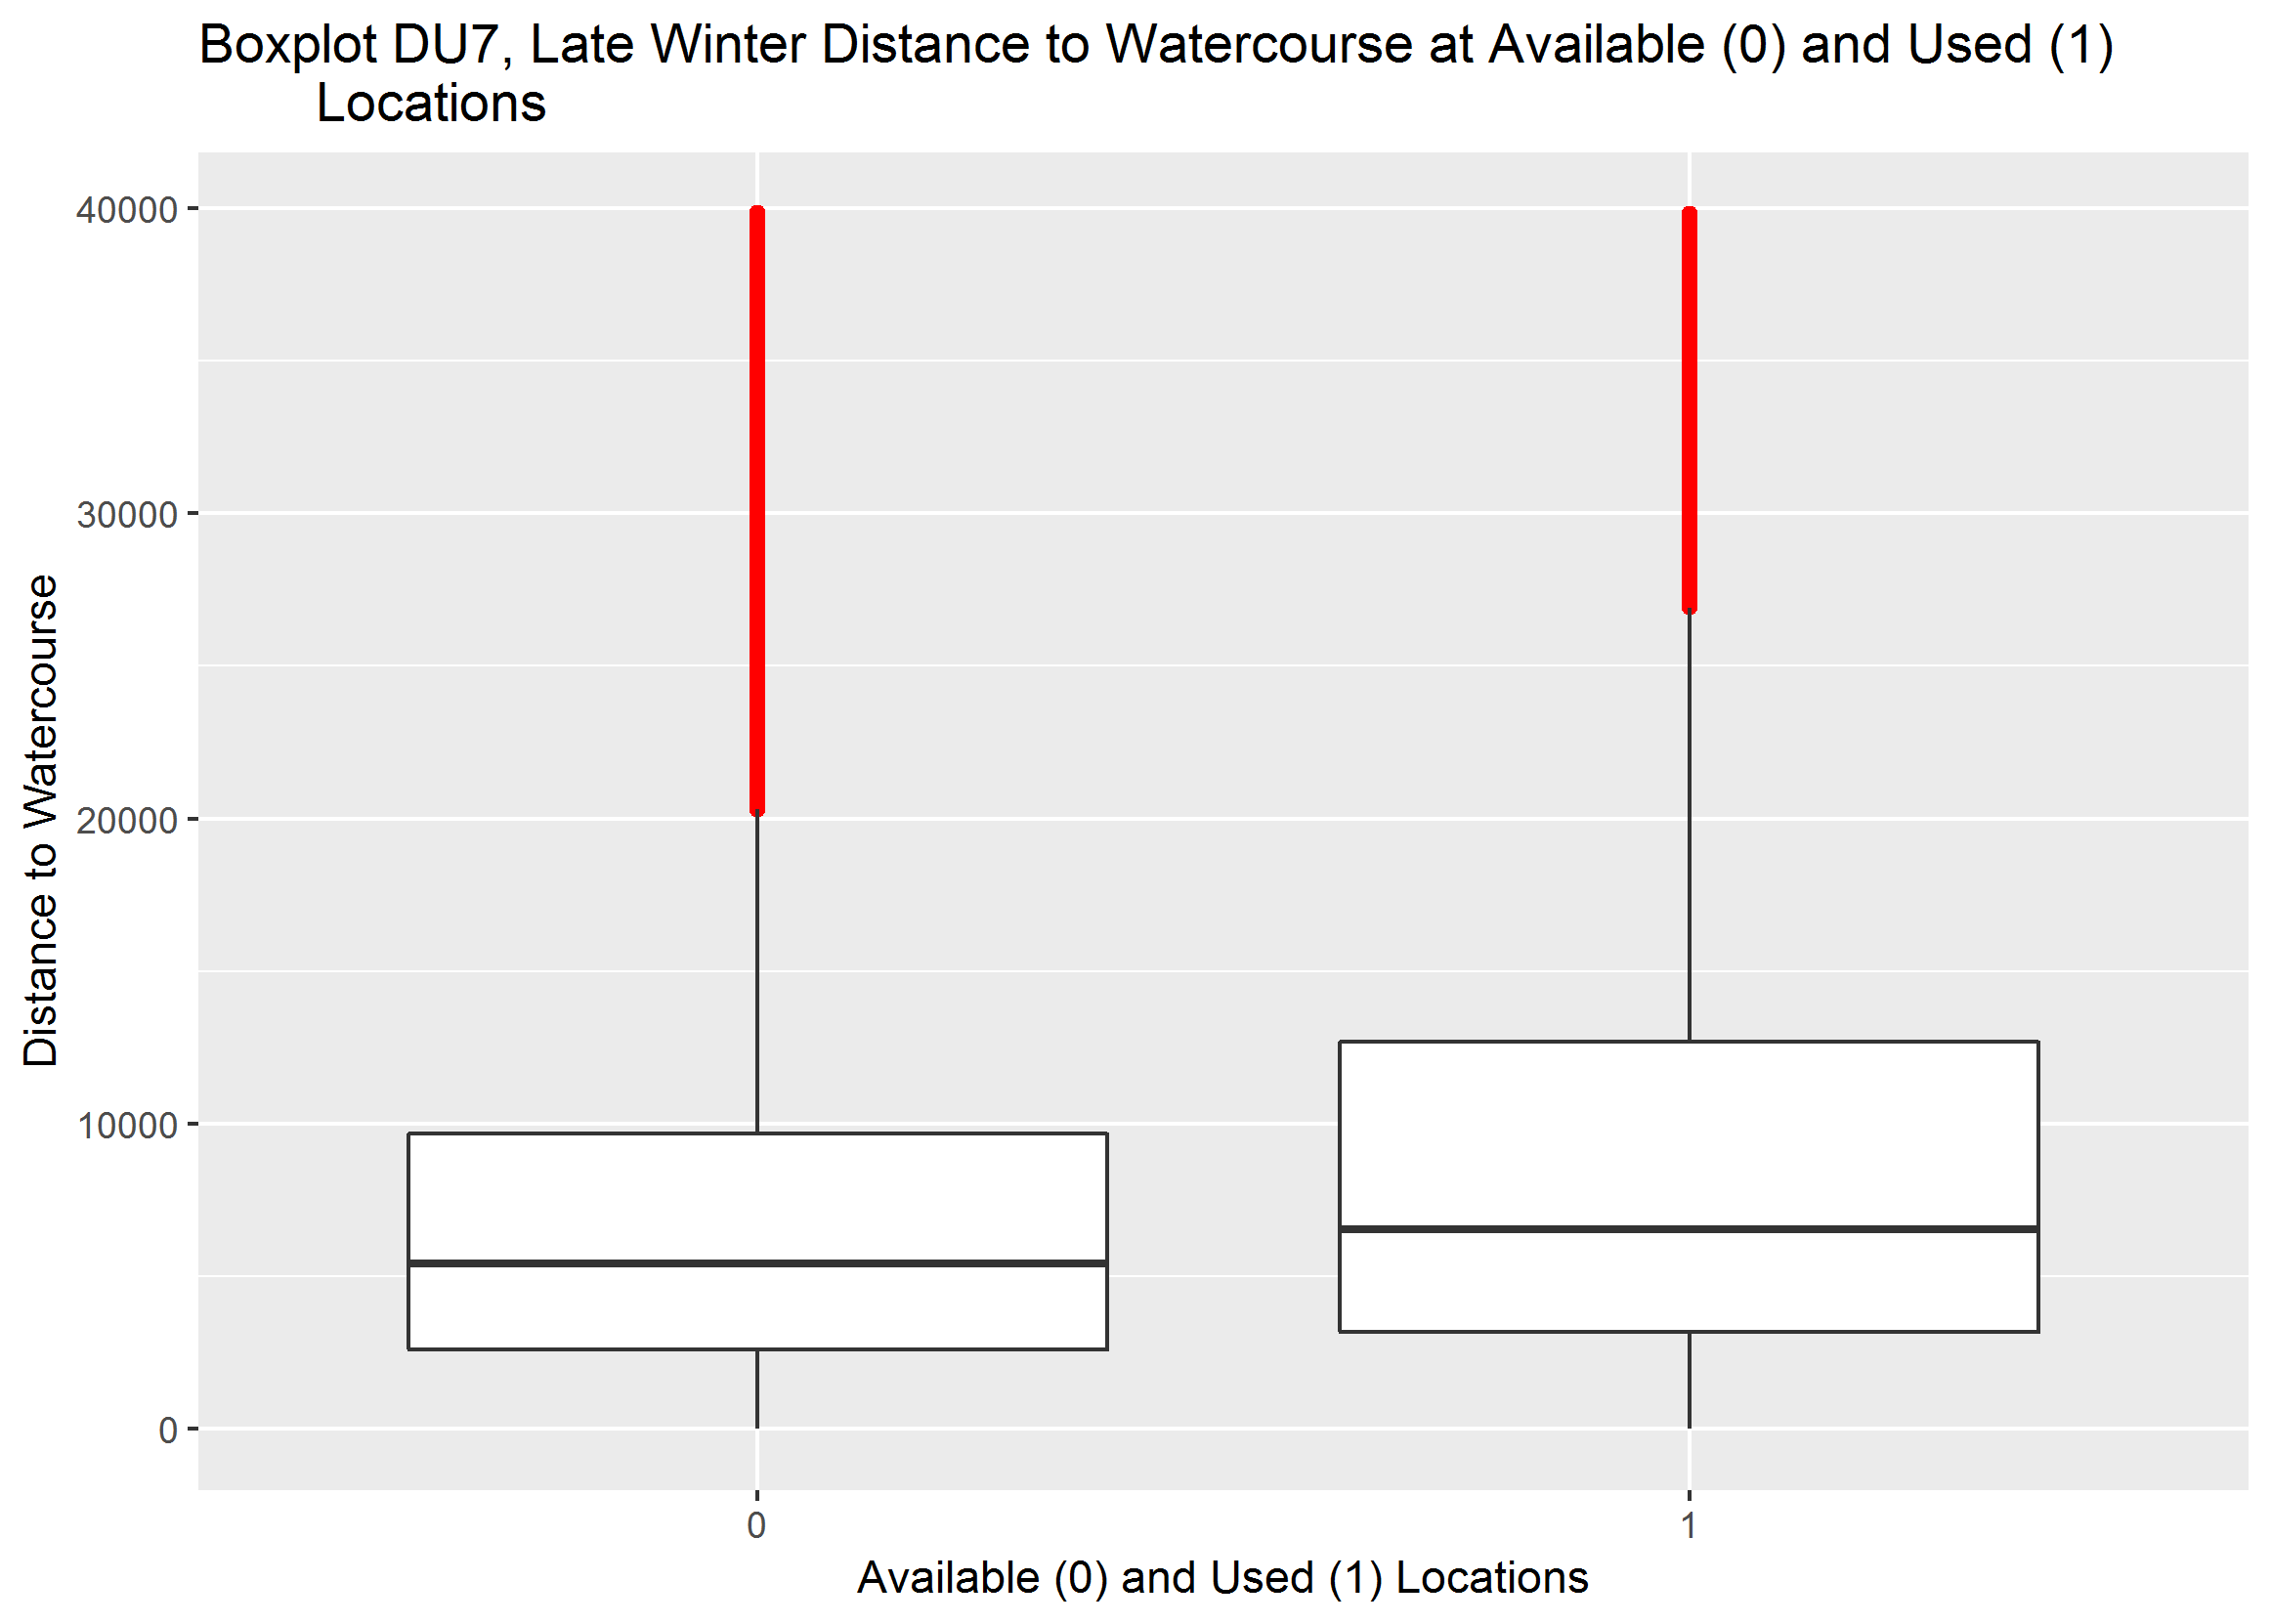 Boxplot DU7, Late Winter Distance to Watercourse at Available (0) and Used (1)
Locations
Distance to Watercourse
40000
30000
20000
10000
0
0
1
Available (0) and Used (1) Locations